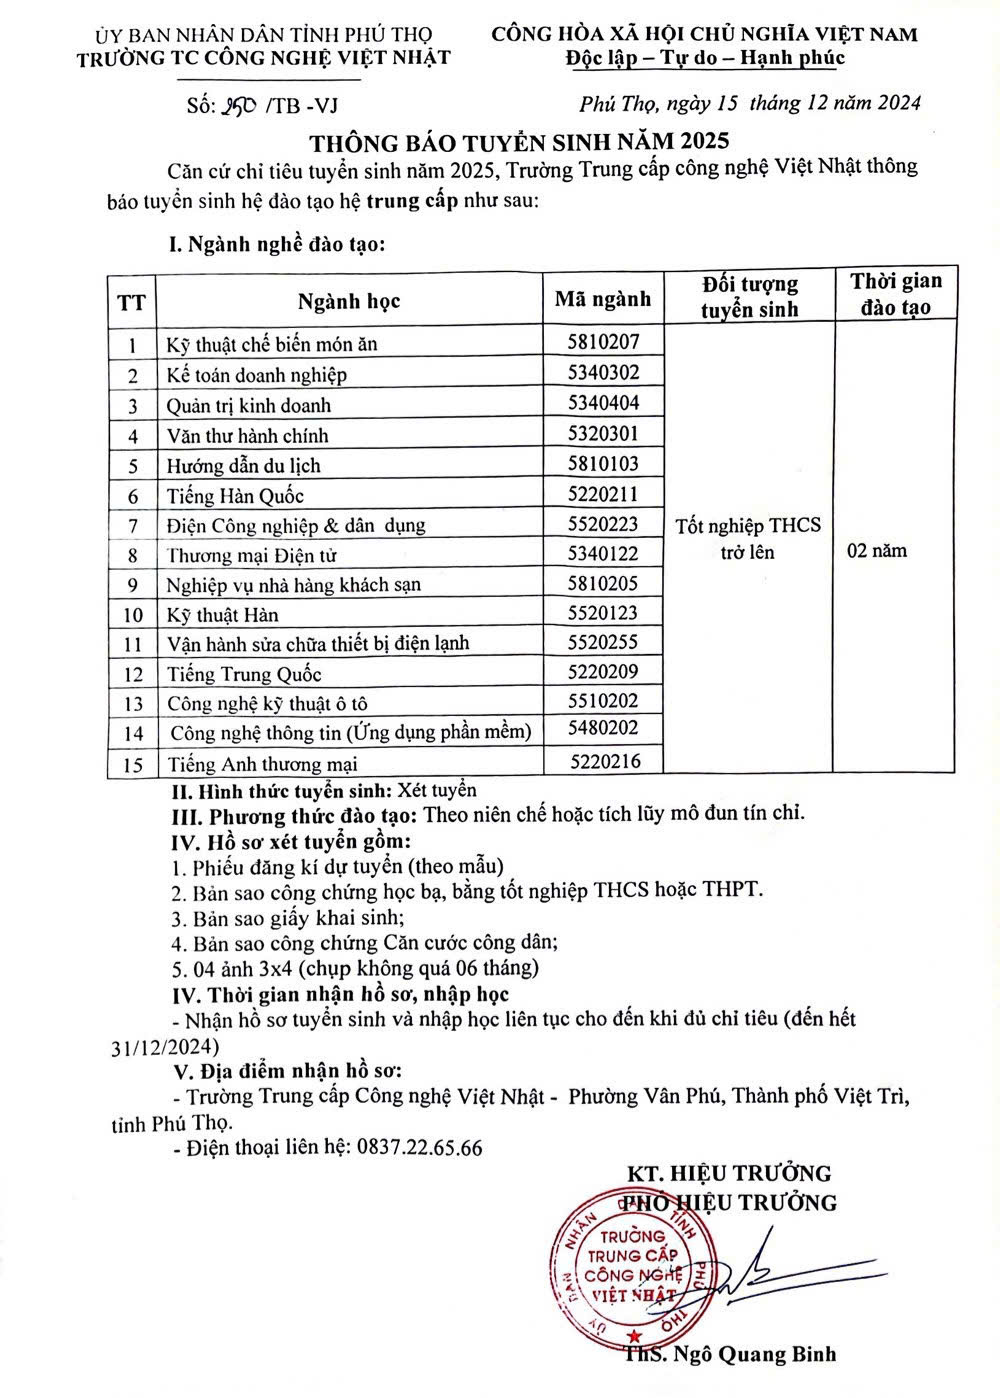 ỦY BAN NHÂN DÂN TỈNH PHÚ THỌ
TRƯỜNG TC CÔNG NGHỆ VIỆT NHẬT
CÔNG HÒA XÃ HỘI CHỦ NGHĨA VIỆT NAM
Độc lập – Tự do – Hạnh phúc
Số: 250 /TB -VJ
Phú Thọ, ngày 15 tháng 12 năm 2024
THÔNG BÁO TUYỂN SINH NĂM 2025
Căn cứ chỉ tiêu tuyển sinh năm 2025, Trường Trung cấp công nghệ Việt Nhật thông
báo tuyển sinh hệ đào tạo hệ trung cấp như sau:
I. Ngành nghề đào tạo:
TT Ngành học Mã ngành Đối tượng tuyển sinh Thời gian đào tạo
1 Kỹ thuật chế biến món ăn 5810207
2 Kế toán doanh nghiệp 5340302
3 Quản trị kinh doanh 5340404
4 Văn thư hành chính 5320301
5 Hướng dẫn du lịch 5810103
6 Tiếng Hàn Quốc 5220211
7 Điện Công nghiệp & dân dụng 5520223
8 Thương mại Điện tử 5340122
9 Nghiệp vụ nhà hàng khách sạn 5810205
10 Kỹ thuật Hàn 5520123
11 Vận hành sửa chữa thiết bị điện lạnh 5520255
12 Tiếng Trung Quốc 5220209
13 Công nghệ kỹ thuật ô tô 5510202
14 Công nghệ thông tin (Ứng dụng phần mềm) 5480202
15 Tiếng Anh thương mại 5220216
Tốt nghiệp THCS
trở lên
02 năm
II. Hình thức tuyển sinh: Xét tuyển
III. Phương thức đào tạo: Theo niên chế hoặc tích lũy mô đun tín chỉ.
IV. Hồ sơ xét tuyển gồm:
1. Phiếu đăng kí dự tuyển (theo mẫu)
2. Bản sao công chứng học bạ, bằng tốt nghiệp THCS hoặc THPT.
3. Bản sao giấy khai sinh;
4. Bản sao công chứng Căn cước công dân;
5. 04 ảnh 3x4 (chụp không quá 06 tháng)
IV. Thời gian nhận hồ sơ, nhập học
- Nhận hồ sơ tuyển sinh và nhập học liên tục cho đến khi đủ chỉ tiêu (đến hết
31/12/2024)
V. Địa điểm nhận hồ sơ:
- Trường Trung cấp Công nghệ Việt Nhật - Phường Vân Phú, Thành phố Việt Trì,
tỉnh Phú Thọ.
- Điện thoại liên hệ: 0837.22.65.66
KT. HIỆU TRƯỞNG
PHÓ HIỆU TRƯỞNG
ỦY BAN NHÂN DÂN TỈNH PHÚ THỌ
TRƯỜNG
TRUNG CẤP
CÔNG NGHỆ
VIỆT NHẬT
ThS. Ngô Quang Binh